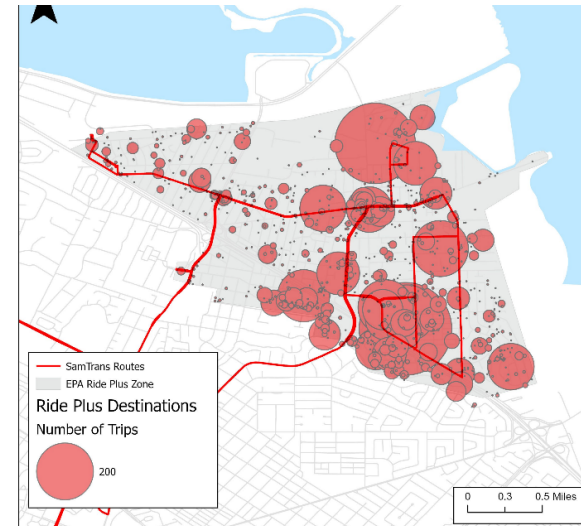 SamTrans Routes
EPA Ride Plus Zone
Ride Plus Destinations
Number of Trips
200
0 0.3 0.5 Miles